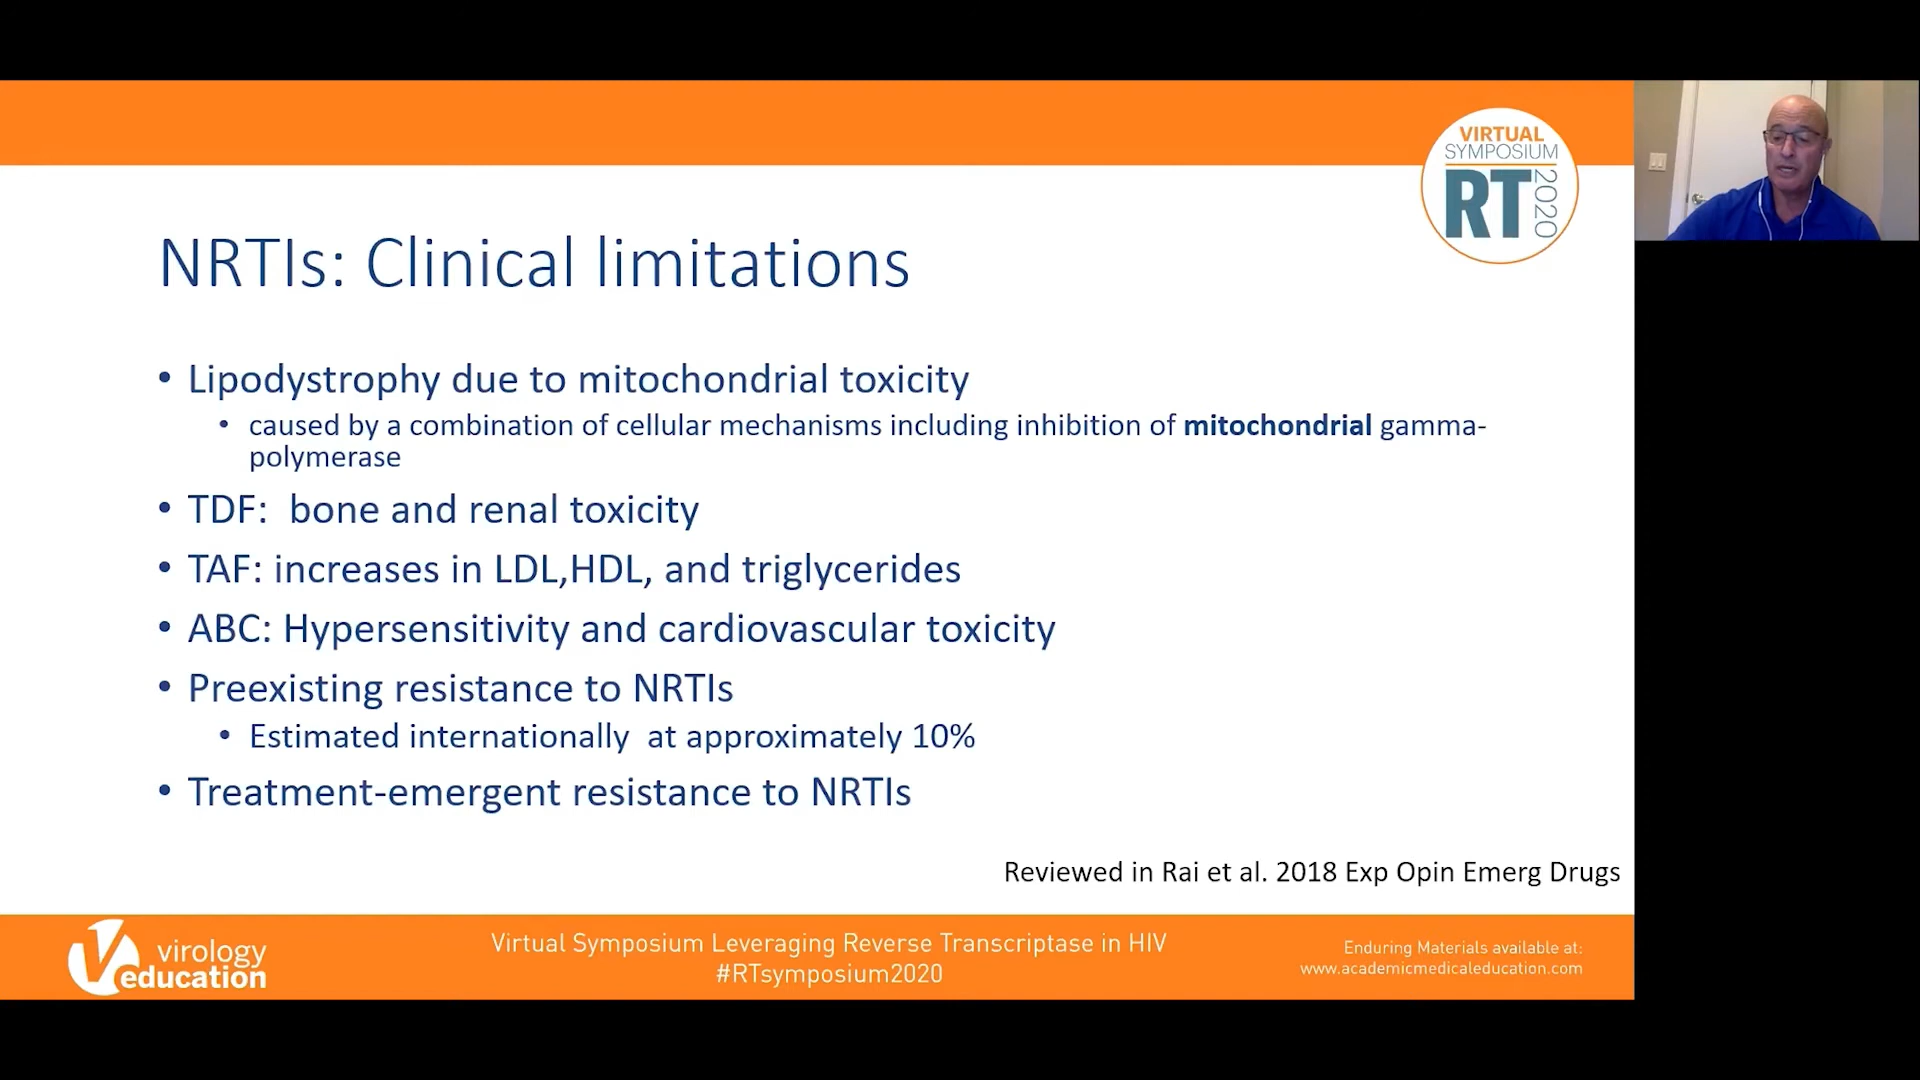 VIRTUAL
SYMPOSIUM
RT 2020
NRTIs: Clinical limitations
• Lipodystrophy due to mitochondrial toxicity
• caused by a combination of cellular mechanisms including inhibition of mitochondrial gamma-
polymerase
• TDF:  bone and renal toxicity
• TAF: increases in LDL,HDL, and triglycerides
• ABC: Hypersensitivity and cardiovascular toxicity
• Preexisting resistance to NRTIs
• Estimated internationally  at approximately 10%
• Treatment-emergent resistance to NRTIs
Reviewed in Rai et al. 2018 Exp Opin Emerg Drugs
virology
education
Virtual Symposium Leveraging Reverse Transcriptase in HIV
#RTsymposium2020
Enduring Materials available at:
www.academicmedicaleducation.com